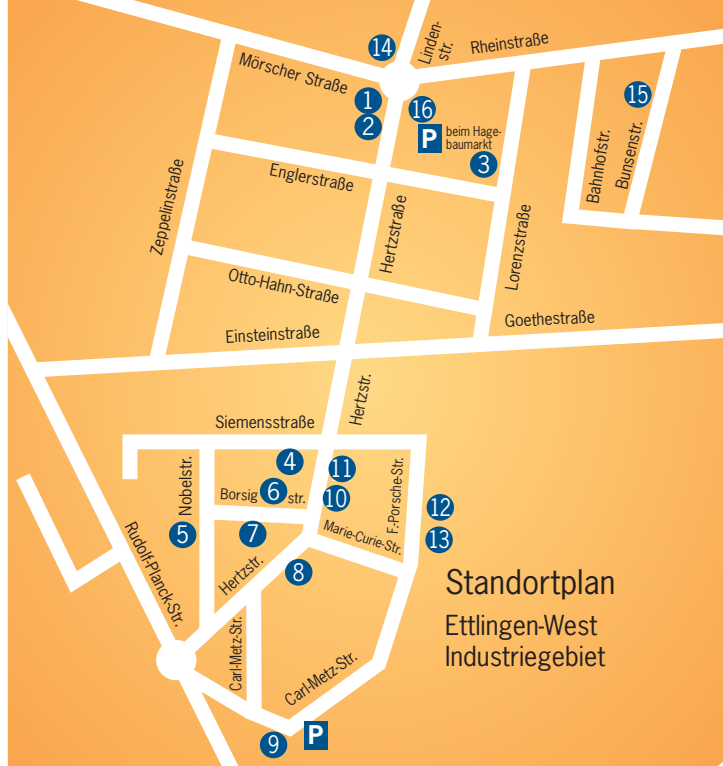 14
Linden-
str.
Rheinstraße
Mörscher Straße
1
2
16
P
beim Hage-
baumarkt
3
15
Bahnhofstr.
Bunsenstr.
Englerstraße
Zeppelinstraße
Hertzstraße
Lorenzstraße
Otto-Hahn-Straße
Einsteinstraße
Goethestraße
Hertzstr.
Siemensstraße
4
11
Nobelstr.
Borsig
6
str.
10
F.-Porsche-Str.
12
5
7
Marie-Curie-Str.
13
Rudolf-Planck-Str.
Hertzstr.
8
Standortplan
Ettlingen-West
Industriegebiet
Carl-Metz-Str.
Carl-Metz-Str.
9
P